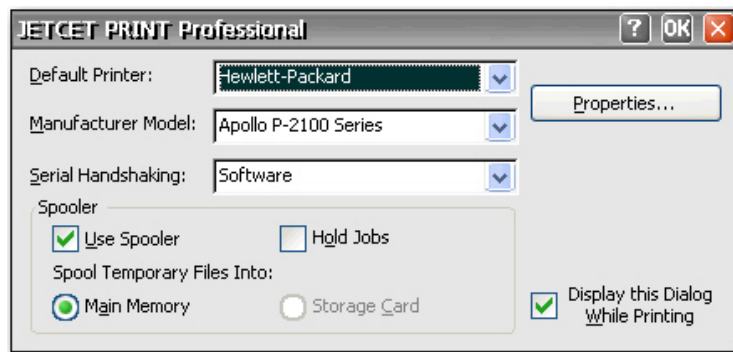 JETCET PRINT Professional ? OK
Default Printer: Hewlett-Packard
Properties...
Manufacturer Model: Apollo P-2100 Series
Serial Handshaking: Software
Spooler
Use Spooler Hold Jobs
Spool Temporary Files Into:
Main Memory Storage Card
Display this Dialog
While Printing